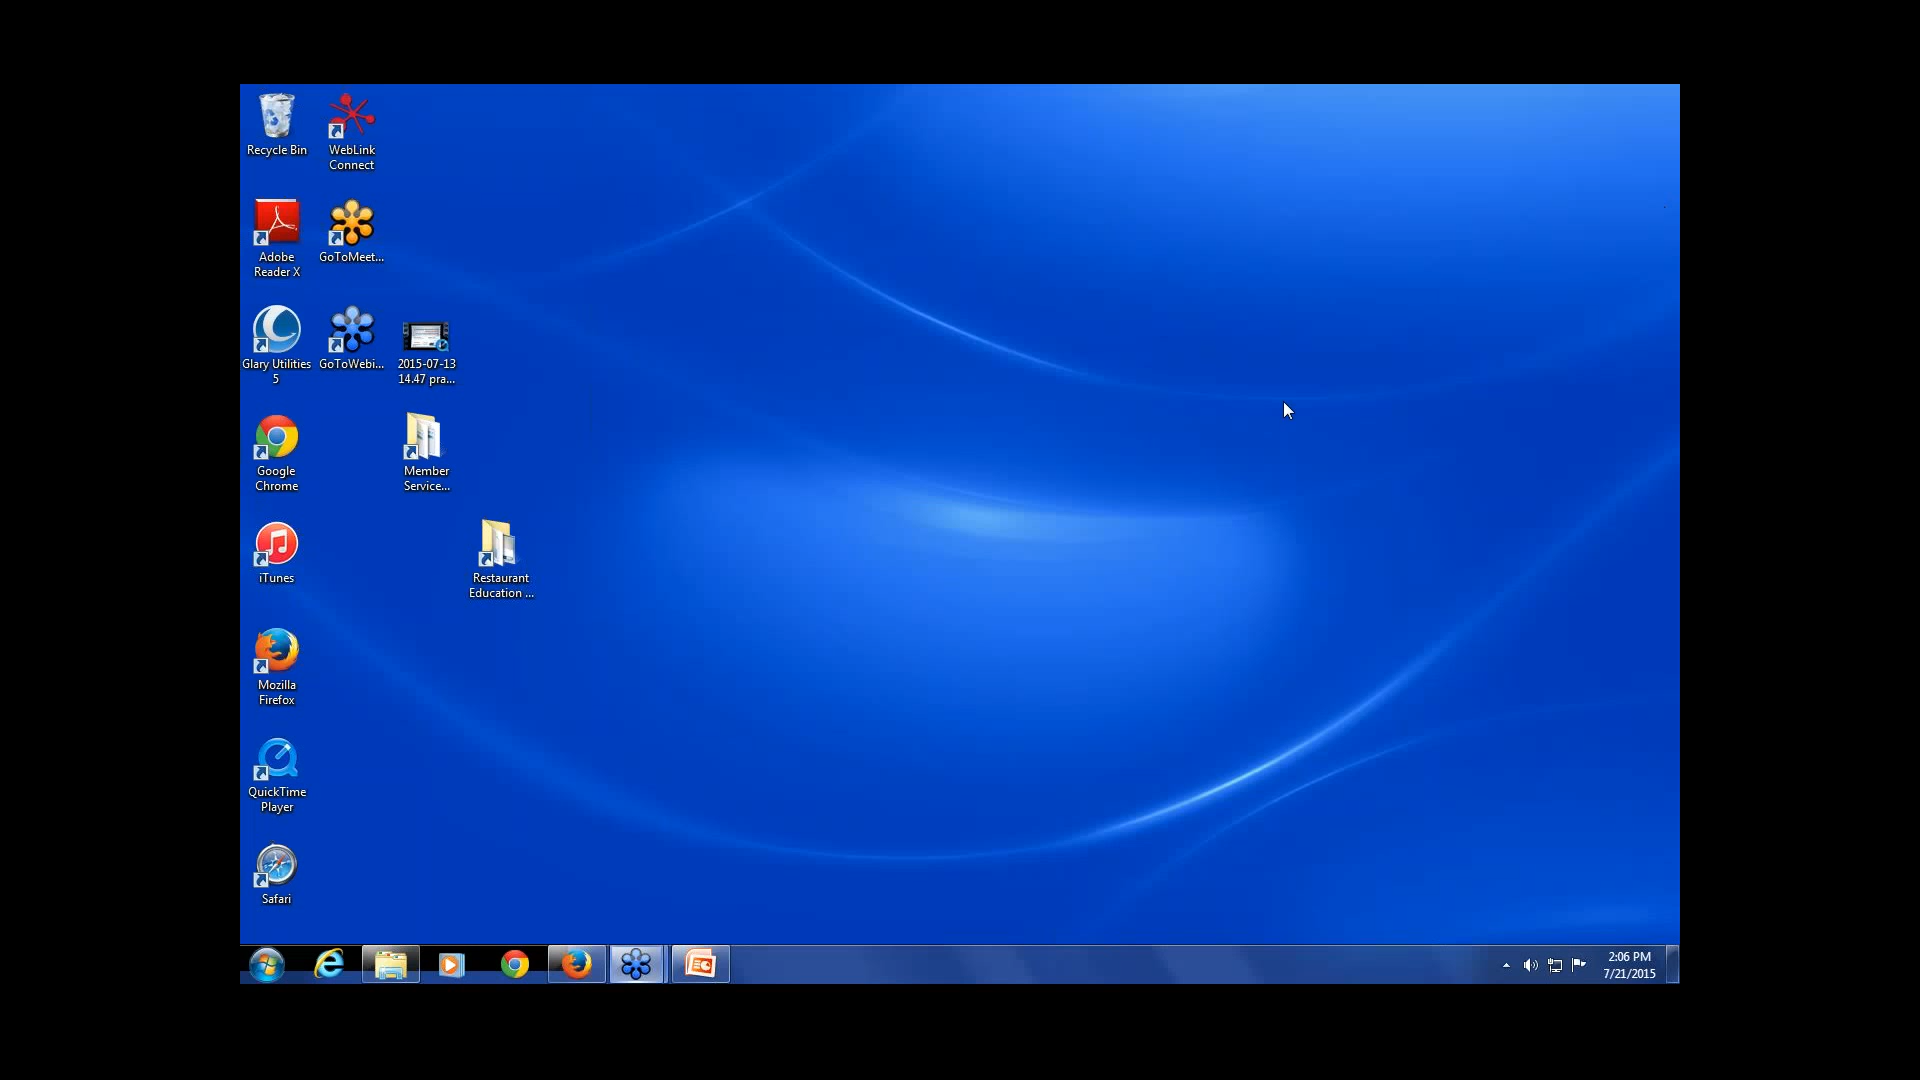 Recycle Bin
WebLink
Connect
Adobe
Reader X
GoToMeet...
Glary Utilities
5
GoToWebi...
2015-07-13
14.47 pra...
Google
Chrome
Member
Service...
iTunes
Restaurant
Education ...
Mozilla
Firefox
QuickTime
Player
Safari
2:06 PM
7/21/2015